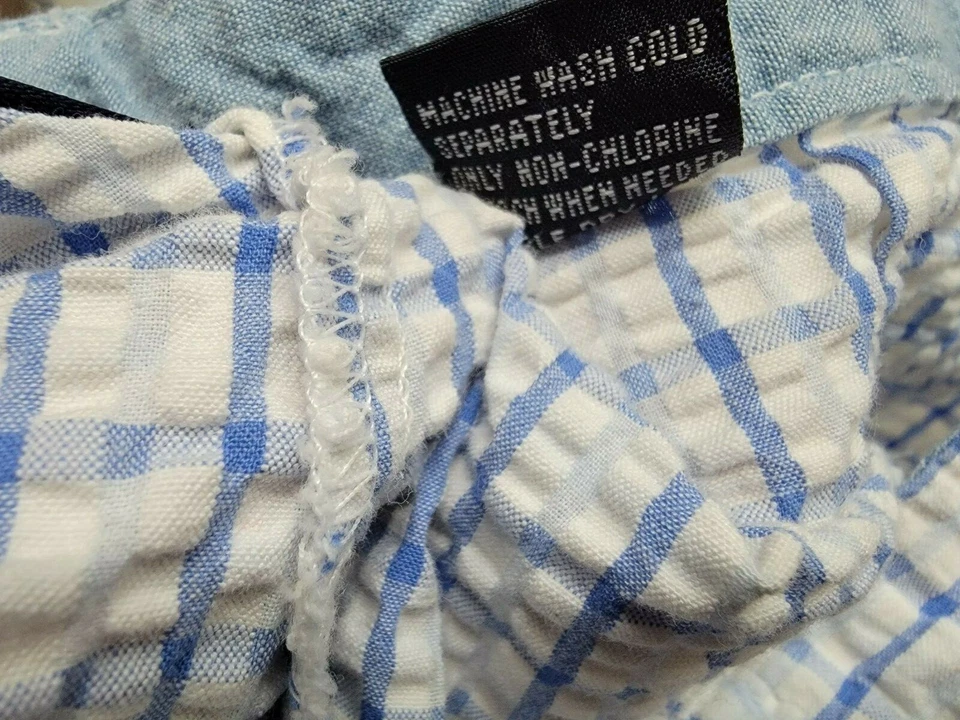 MACHINE WASH COLD
SEPARATELY
ONLY NON-CHLORINE
WHEN NEEDED